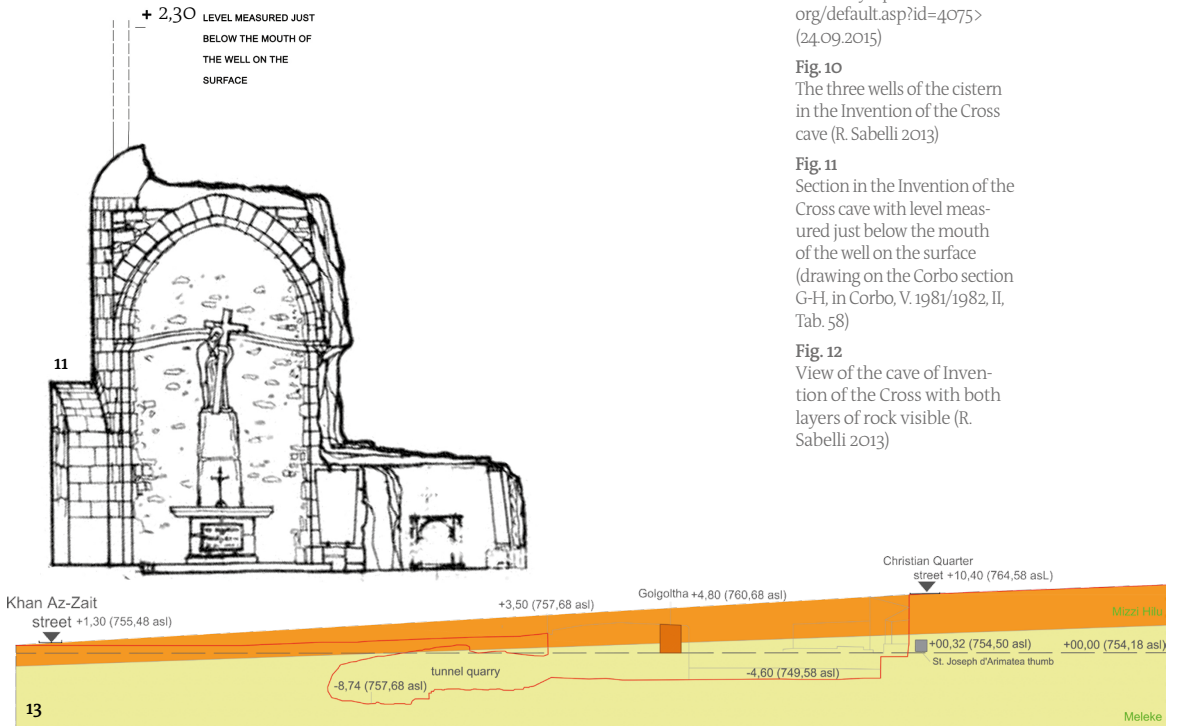 + 2,30 LEVEL MEASURED JUST
BELOW THE MOUTH OF
THE WELL ON THE
SURFACE
11
org/default.asp?id=4075>
(24.09.2015)
Fig. 10
The three wells of the cistern
in the Invention of the Cross
cave (R. Sabelli 2013)
Fig. 11
Section in the Invention of the
Cross cave with level meas-
ured just below the mouth
of the well on the surface
(drawing on the Corbo section
G-H, in Corbo, V. 1981/1982, II,
Tab. 58)
Fig. 12
View of the cave of Inven-
tion of the Cross with both
layers of rock visible (R.
Sabelli 2013)
Khan Az-Zait
street +1,30 (755,48 asl)
+3,50 (757,68 asl)
Golgoltha +4,80 (760,68 asl)
Christian Quarter
street +10,40 (764,58 asL)
Mizzi Hilu
+00,32 (754,50 asl)
+00,00 (754,18 asl)
St. Joseph d'Arimatea thumb
tunnel quarry
-4,60 (749,58 asl)
-8,74 (757,68 asl)
13
Meleke